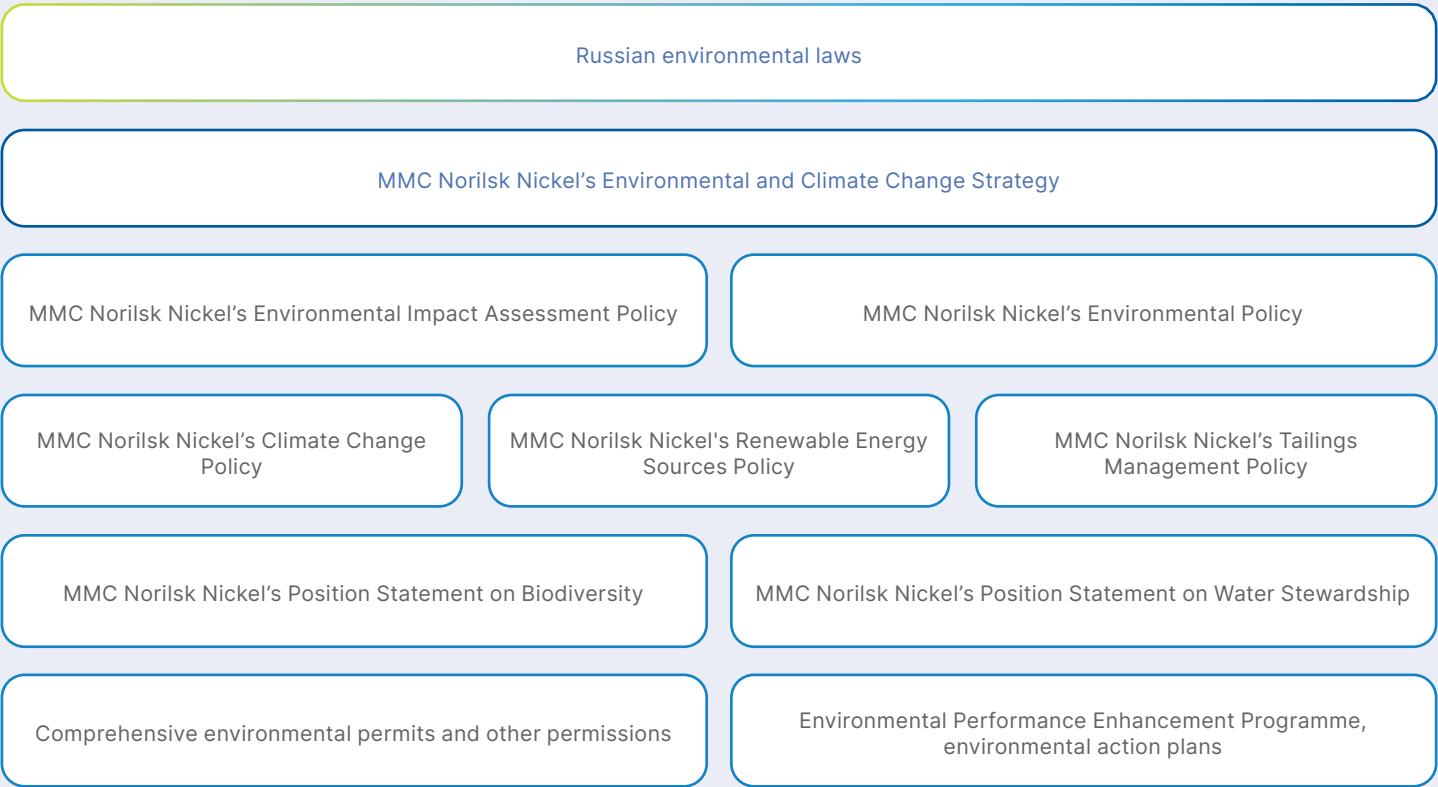 Russian environmental laws
MMC Norilsk Nickel’s Environmental and Climate Change Strategy
MMC Norilsk Nickel’s Environmental Impact Assessment Policy
MMC Norilsk Nickel’s Environmental Policy
MMC Norilsk Nickel’s Climate Change
Policy
MMC Norilsk Nickel's Renewable Energy
Sources Policy
MMC Norilsk Nickel’s Tailings
Management Policy
MMC Norilsk Nickel’s Position Statement on Biodiversity
MMC Norilsk Nickel’s Position Statement on Water Stewardship
Comprehensive environmental permits and other permissions
Environmental Performance Enhancement Programme,
environmental action plans